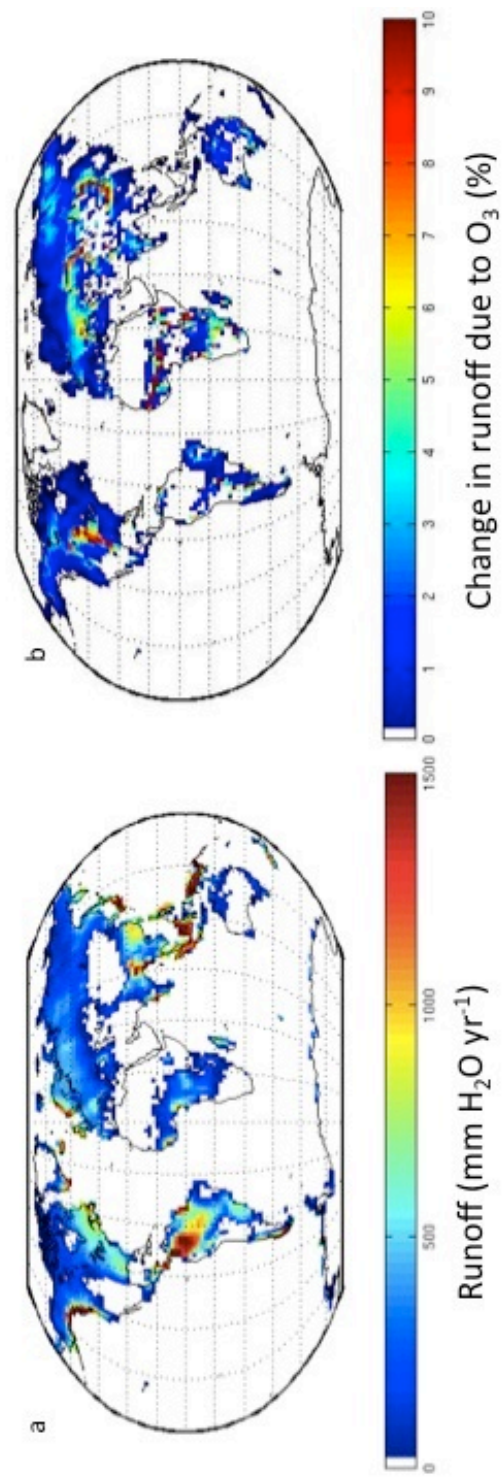 a
0 500 1000 1500
Runoff (mm H₂O yr⁻¹)
b
0 1 2 3 4 5 6 7 8 9 10
Change in runoff due to O₃ (%)